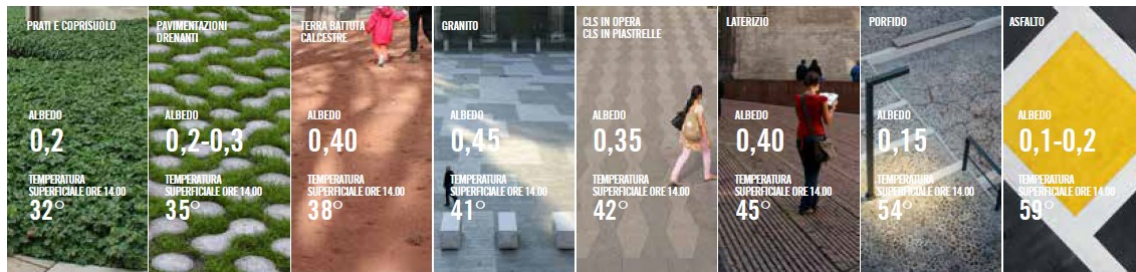 PRATI E COPRISUOLO
ALBEDO
0,2
TEMPERATURA
SUPERFICIALE ORE 14.00
32°
PAVIMENTAZIONI
DRENANTI
ALBEDO
0,2-0,3
TEMPERATURA
SUPERFICIALE ORE 14.00
35°
TERRA BATTUTA
CALCESTRE
ALBEDO
0,40
TEMPERATURA
SUPERFICIALE ORE 14.00
38°
GRANITO
ALBEDO
0,45
TEMPERATURA
SUPERFICIALE ORE 14.00
41°
CLS IN OPERA
CLS IN PIASTRELLE
ALBEDO
0,35
TEMPERATURA
SUPERFICIALE ORE 14.00
42°
LATERIZIO
ALBEDO
0,40
TEMPERATURA
SUPERFICIALE ORE 14.00
45°
PORFIDO
ALBEDO
0,15
TEMPERATURA
SUPERFICIALE ORE 14.00
54°
ASFALTO
ALBEDO
0,1-0,2
TEMPERATURA
SUPERFICIALE ORE 14.00
59°